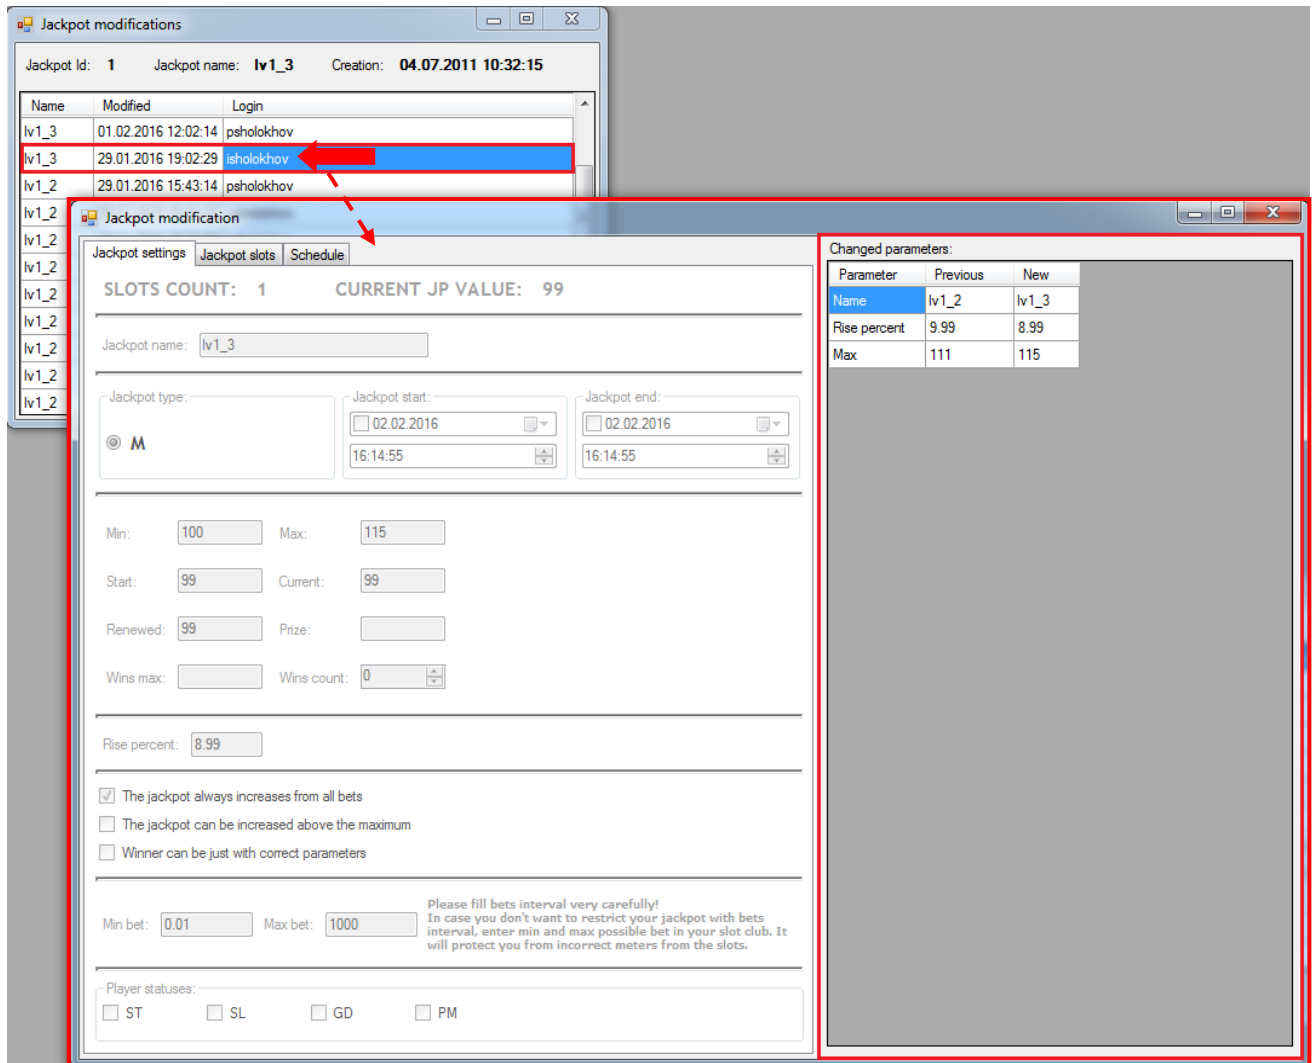 Jackpot modifications
Jackpot Id: 1 Jackpot name: lv1_3 Creation: 04.07.2011 10:32:15
Name Modified Login
lv1_3 01.02.2016 12:02:14 psholokhov
lv1_3 29.01.2016 19:02:29 isholokhov
lv1_2 29.01.2016 15:43:14 psholokhov
lv1_2
lv1_2
lv1_2
lv1_2
lv1_2
lv1_2
lv1_2
lv1_2
Jackpot modification
Jackpot settings Jackpot slots Schedule
SLOTS COUNT: 1 CURRENT JP VALUE: 99
Jackpot name: lv1_3
Jackpot type: Jackpot start: Jackpot end:
02.02.2016 02.02.2016
M
16:14:55 16:14:55
Min: 100 Max: 115
Start: 99 Current: 99
Renewed: 99 Prize:
Wins max: Wins count: 0
Rise percent: 8.99
The jackpot always increases from all bets
The jackpot can be increased above the maximum
Winner can be just with correct parameters
Min bet: 0.01 Max bet: 1000
Please fill bets interval very carefully!
In case you don't want to restrict your jackpot with bets
interval, enter min and max possible bet in your slot club. It
will protect you from incorrect meters from the slots.
Player statuses:
ST SL GD PM
Changed parameters:
Parameter Previous New
Name lv1_2 lv1_3
Rise percent 9.99 8.99
Max 111 115